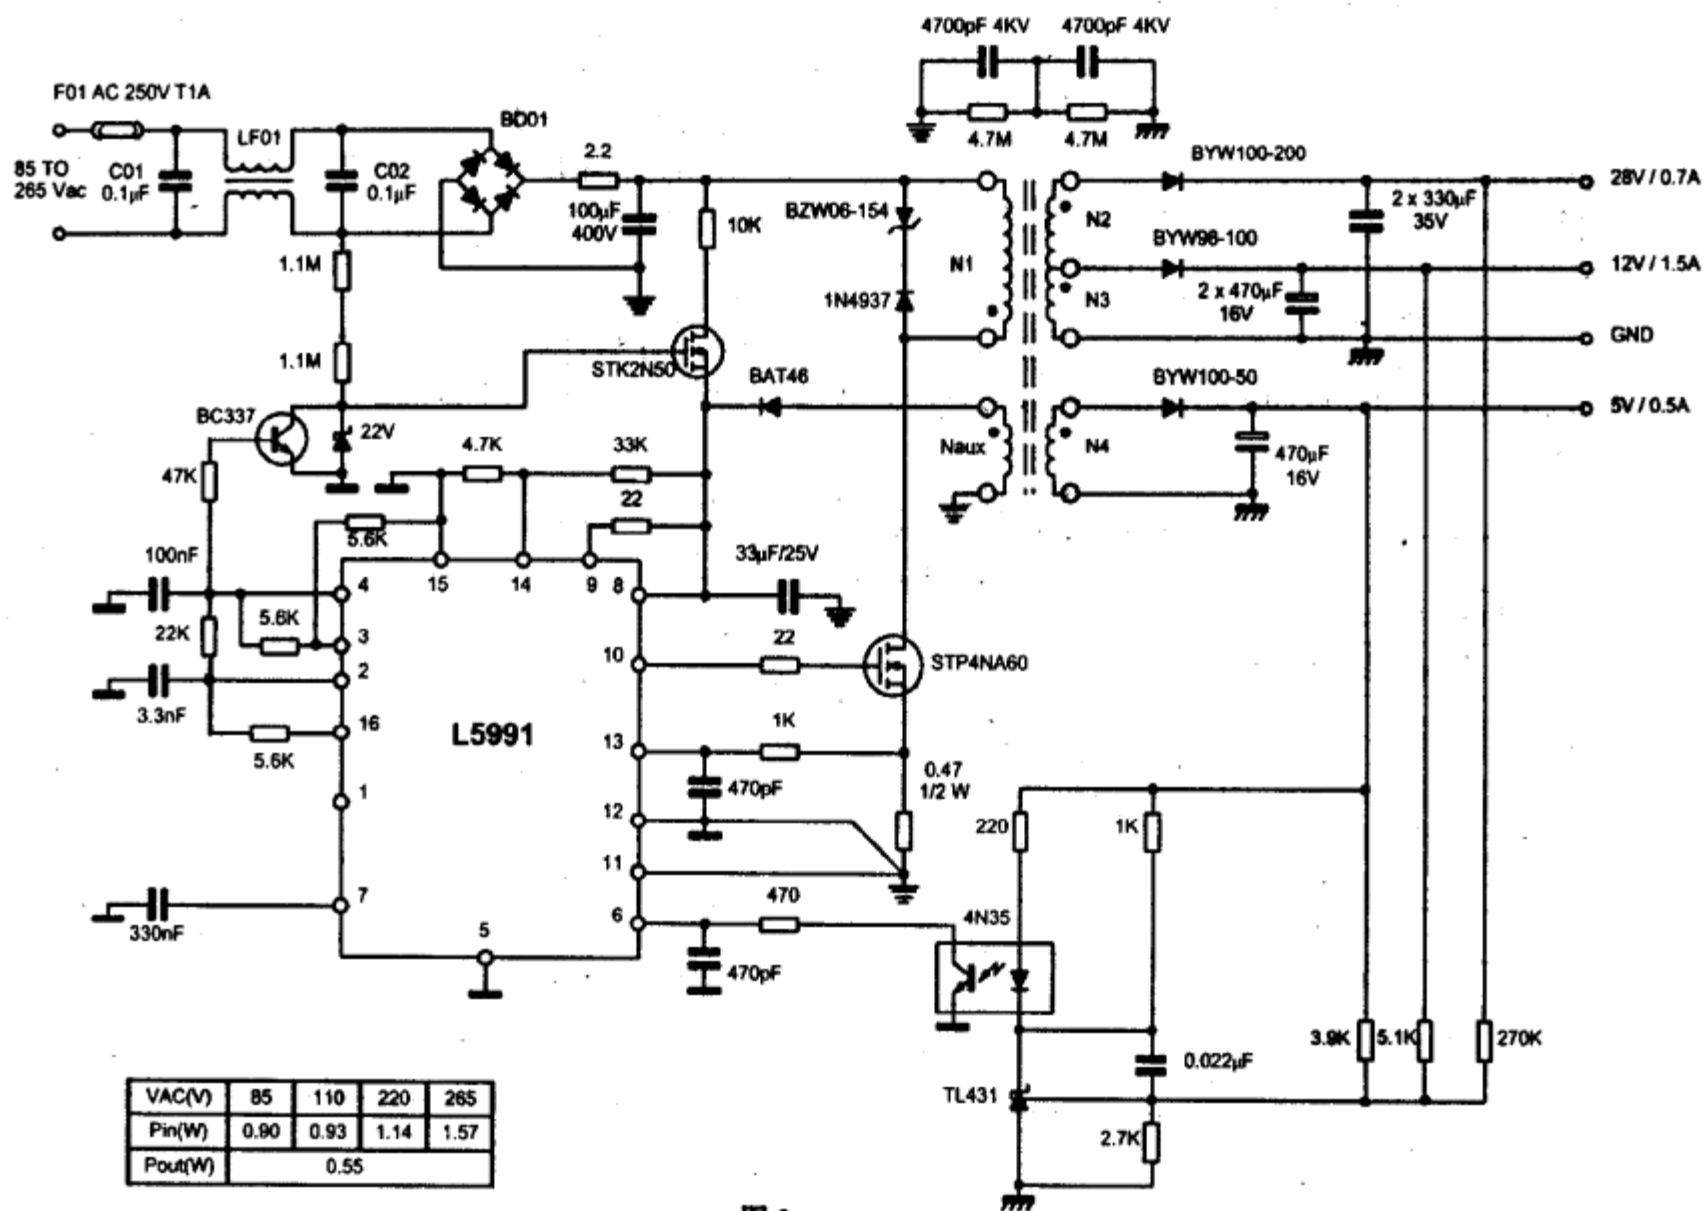 4700pF 4KV
4700pF 4KV
4.7M
4.7M
F01 AC 250V T1A
85 TO
265 Vac
C01
0.1µF
LF01
C02
0.1µF
BD01
2.2
100µF
400V
10K
BZW06-154
1N4937
N1
N2
N3
BYW100-200
2 x 330µF
35V
28V / 0.7A
BYW98-100
2 x 470µF
16V
12V / 1.5A
GND
1.1M
1.1M
STK2N50
BAT46
Naux
N4
BYW100-50
470µF
16V
5V / 0.5A
BC337
22V
47K
4.7K
33K
22
5.6K
100nF
33µF/25V
4
15
14
9
8
5.6K
22K
3
2
3.3nF
16
5.6K
1
7
330nF
L5991
5
10
22
STP4NA60
13
1K
470pF
0.47
1/2 W
12
11
6
470
470pF
4N35
220
1K
0.022µF
TL431
2.7K
3.9K
5.1K
270K
VAC(V) 85 110 220 265
Pin(W) 0.90 0.93 1.14 1.57
Pout(W) 0.55